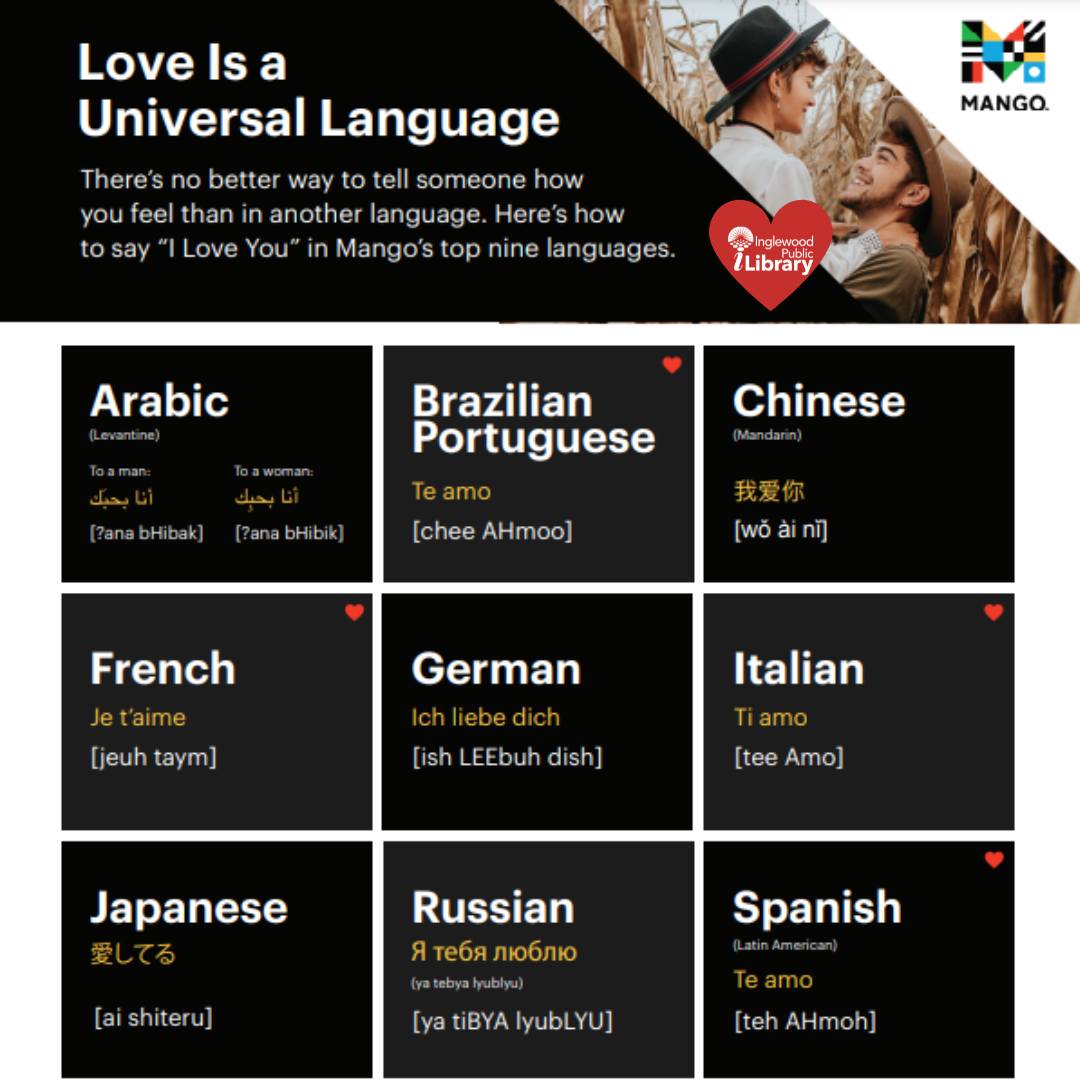 Love Is a
Universal Language
There's no better way to tell someone how
you feel than in another language. Here's how
to say "I Love You" in Mango's top nine languages.
MANGO.
Inglewood
Public
iLibrary
Arabic
(Levantine)
To a man:
أنا بحبَك
[?ana bHibak]
To a woman:
أنا بحبِك
[?ana bHibik]
Brazilian
Portuguese
Te amo
[chee AHmoo]
Chinese
(Mandarin)
我爱你
[wǒ ài nǐ]
French
Je t'aime
[jeuh taym]
German
Ich liebe dich
[ish LEEbuh dish]
Italian
Ti amo
[tee Amo]
Japanese
愛してる
[ai shiteru]
Russian
Я тебя люблю
(ya tebya lyublyu)
[ya tiBYA lyubLYU]
Spanish
(Latin American)
Te amo
[teh AHmoh]